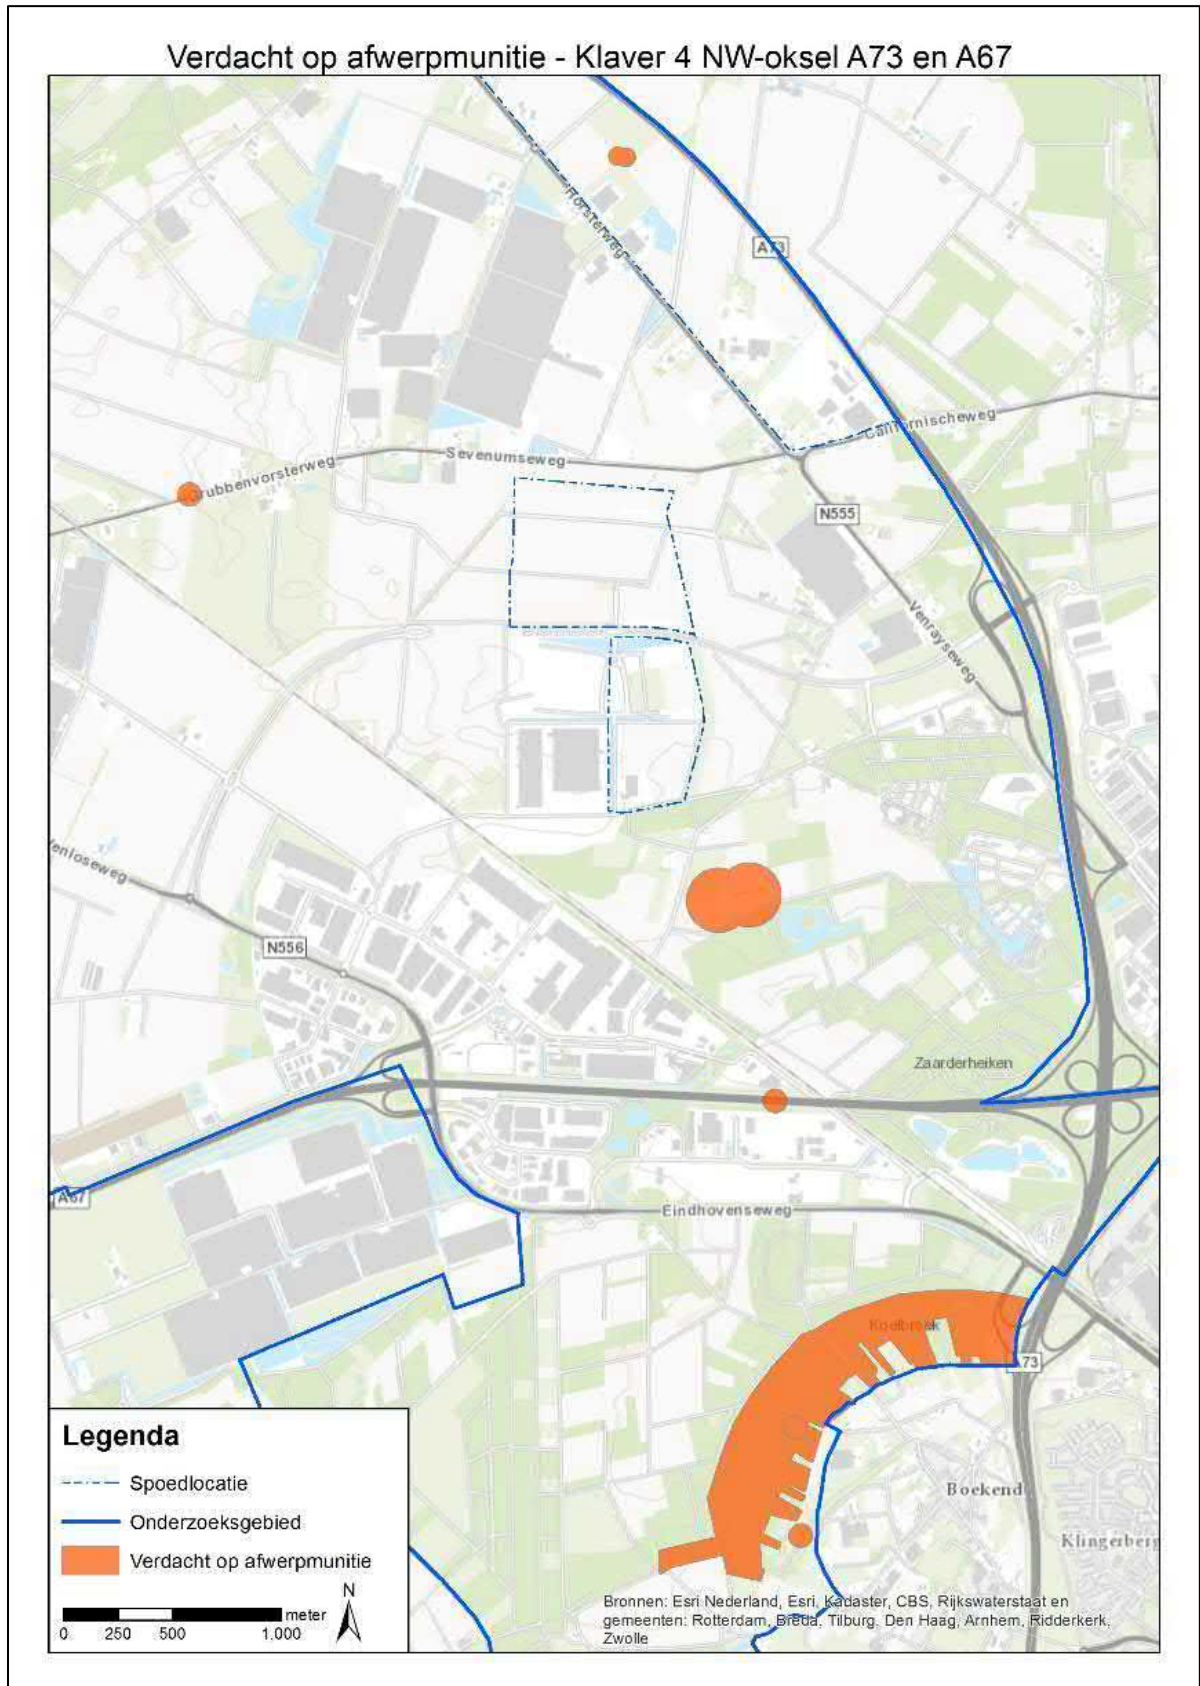 Verdacht op afwerpmunitie - Klaver 4 NW-oksel A73 en A67
Horsterweg
A73
Californischeweg
Sevenumseweg
Grubbenvorsterweg
N555
Venrayseweg
Venloseweg
N556
Zaarderheiken
A67
Eindhovenseweg
Koelbroek
73
Boekend
Klingerberg
Legenda
Spoedlocatie
Onderzoeksgebied
Verdacht op afwerpmunitie
N
meter
0 250 500 1.000
Bronnen: Esri Nederland, Esri, Kadaster, CBS, Rijkswaterstaat en
gemeenten: Rotterdam, Breda, Tilburg, Den Haag, Arnhem, Ridderkerk,
Zwolle